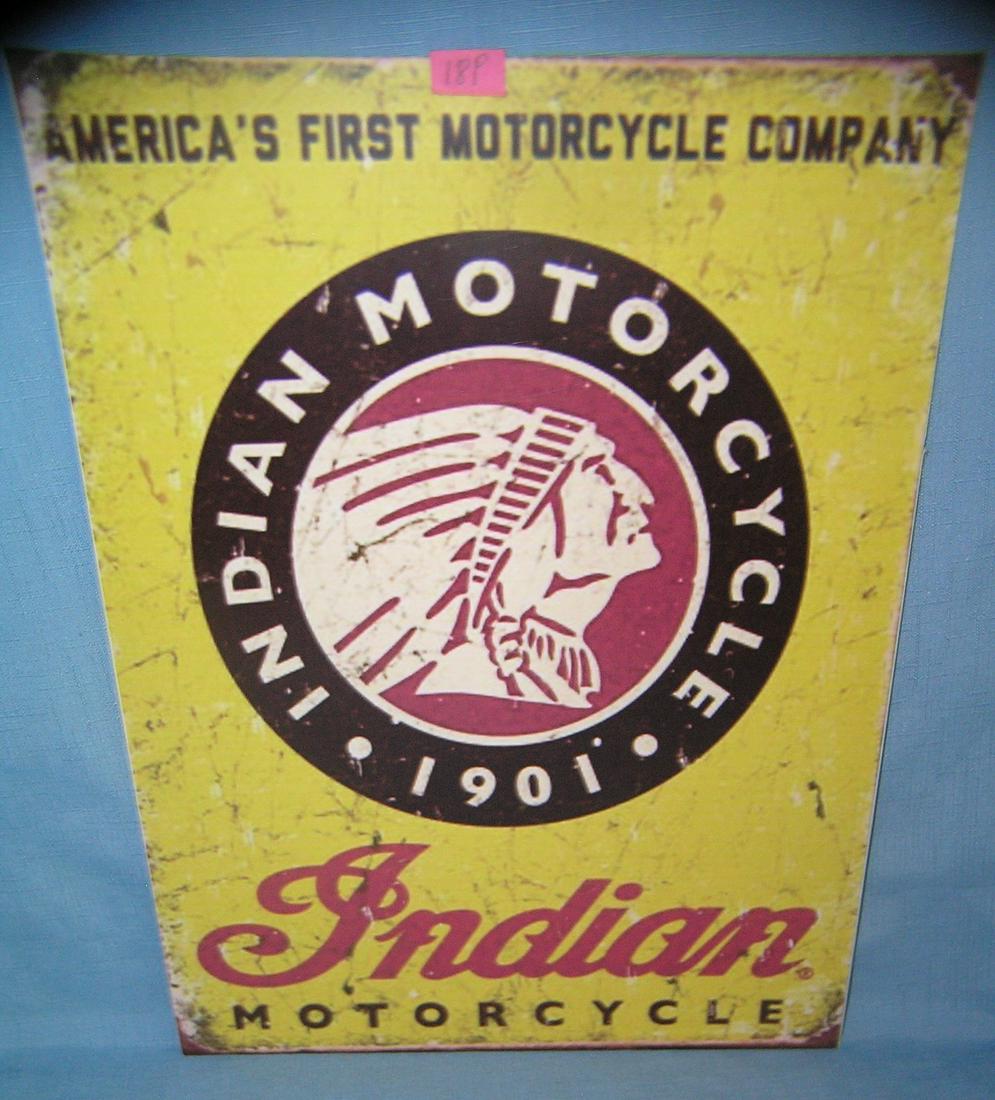 18P
AMERICA'S FIRST MOTORCYCLE COMPANY
INDIAN MOTORCYCLE
• 1901 •
Indian®
MOTORCYCLE